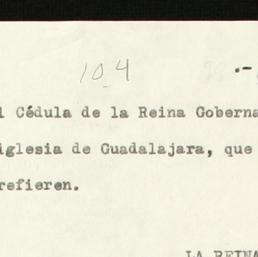 104
.-
l Cédula de la Reina Goberna
iglesia de Guadalajara, que
refieren.
LA REINA